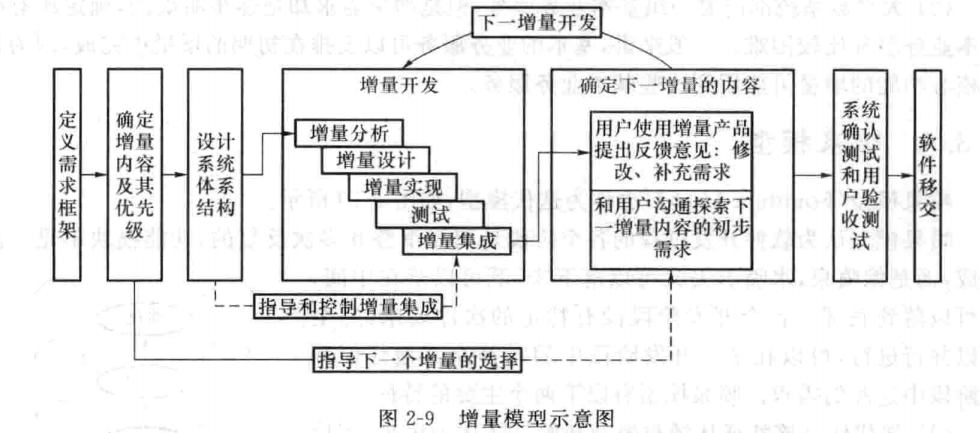 下一增量开发
定义需求框架
确定增量内容及其优先级
设计系统体系结构
增量开发
增量分析
增量设计
增量实现
测试
增量集成
确定下一增量的内容
用户使用增量产品
提出反馈意见：修
改、补充需求
和用户沟通探索下
一增量内容的初步
需求
系统确认测试和用户验收测试
软件移交
指导和控制增量集成
指导下一个增量的选择
图 2-9 增量模型示意图